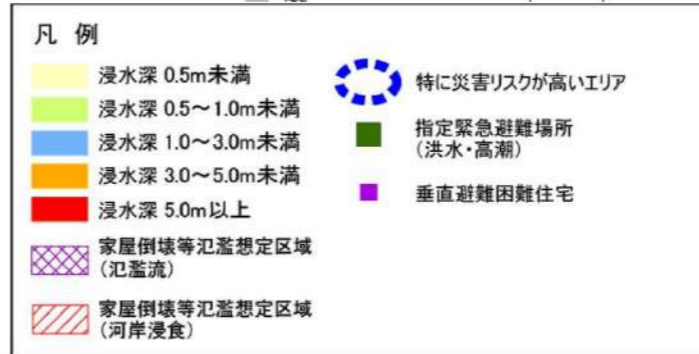 凡 例
浸水深 0.5m未満
浸水深 0.5～1.0m未満
浸水深 1.0～3.0m未満
浸水深 3.0～5.0m未満
浸水深 5.0m以上
家屋倒壊等氾濫想定区域
(氾濫流)
家屋倒壊等氾濫想定区域
(河岸浸食)
特に災害リスクが高いエリア
指定緊急避難場所
(洪水・高潮)
垂直避難困難住宅